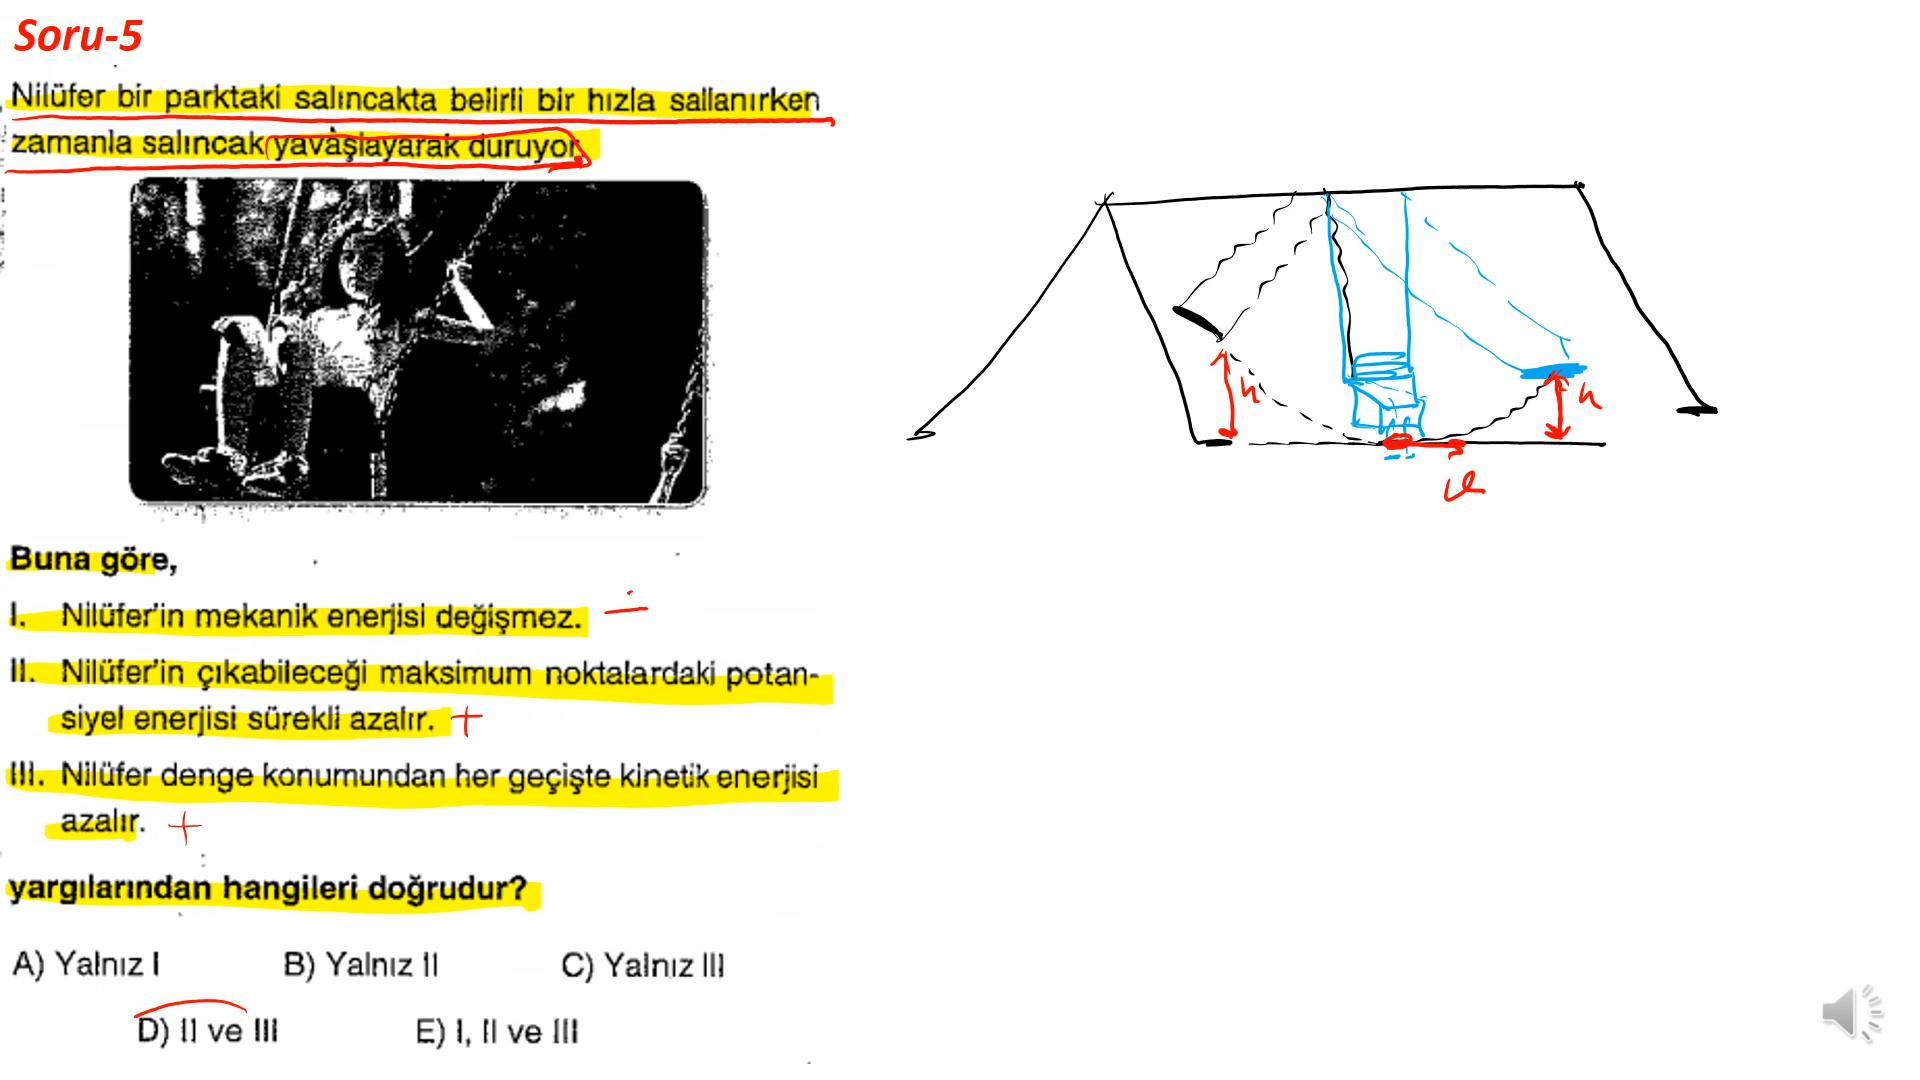 Soru-5
Nilüfer bir parktaki salıncakta belirli bir hızla sallanırken
zamanla salıncak yavaşlayarak duruyor.
h
h
v
Buna göre,
I. Nilüfer'in mekanik enerjisi değişmez. -
II. Nilüfer'in çıkabileceği maksimum noktalardaki potan-
siyel enerjisi sürekli azalır. +
III. Nilüfer denge konumundan her geçişte kinetik enerjisi
azalır. +
yargılarından hangileri doğrudur?
A) Yalnız I B) Yalnız II C) Yalnız III
D) II ve III E) I, II ve III